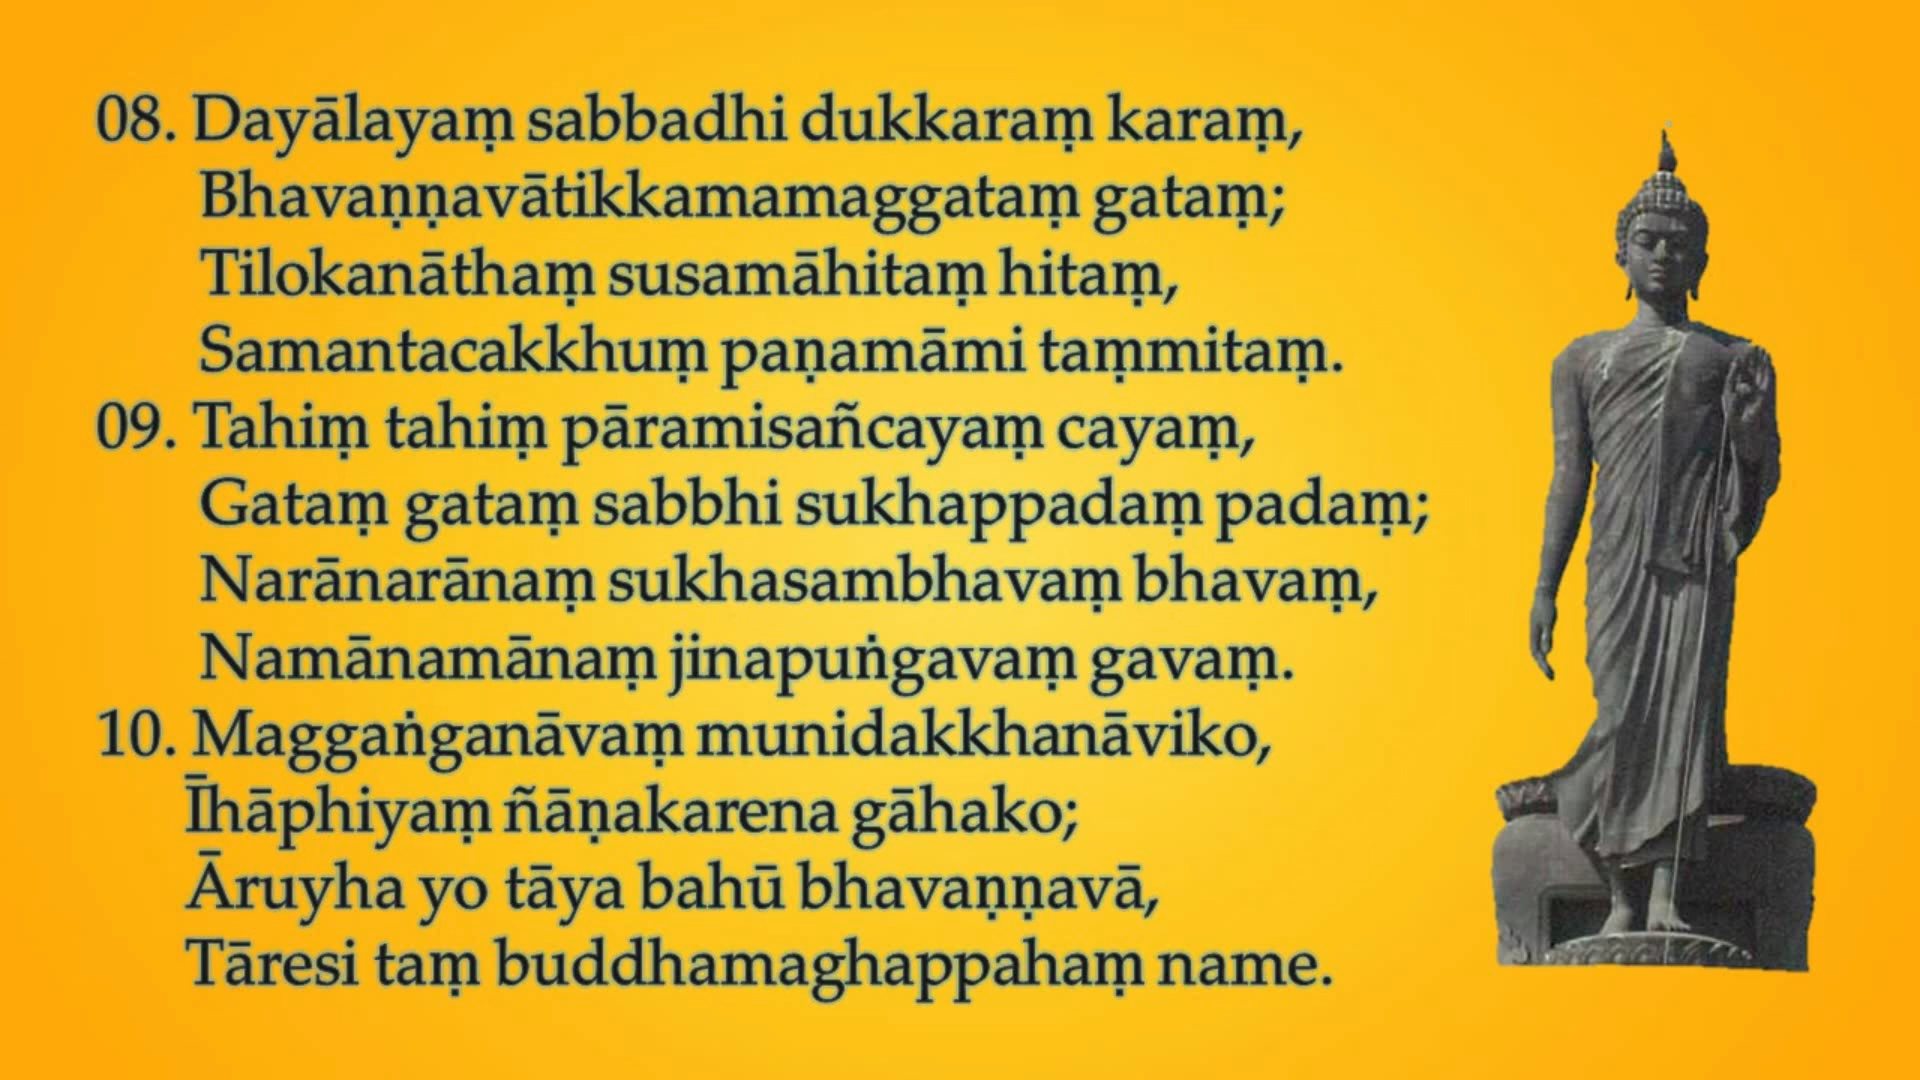 08. Dayālayaṃ sabbadhi dukkaraṃ karaṃ,
Bhavaṇṇavātikkamamaggataṃ gataṃ;
Tilokanāthaṃ susamāhitaṃ hitaṃ,
Samantacakkhuṃ paṇamāmi taṃmitaṃ.
09. Tahiṃ tahiṃ pāramisañcayaṃ cayaṃ,
Gataṃ gataṃ sabbhi sukhappadaṃ padaṃ;
Narānarānaṃ sukhasambhavaṃ bhavaṃ,
Namānamānaṃ jinapuṅgavaṃ gavaṃ.
10. Maggaṅganāvaṃ munidakkhanāviko,
Īhāphiyaṃ ñāṇakarena gāhako;
Āruyha yo tāya bahū bhavaṇṇavā,
Tāresi taṃ buddhamaghappahaṃ name.